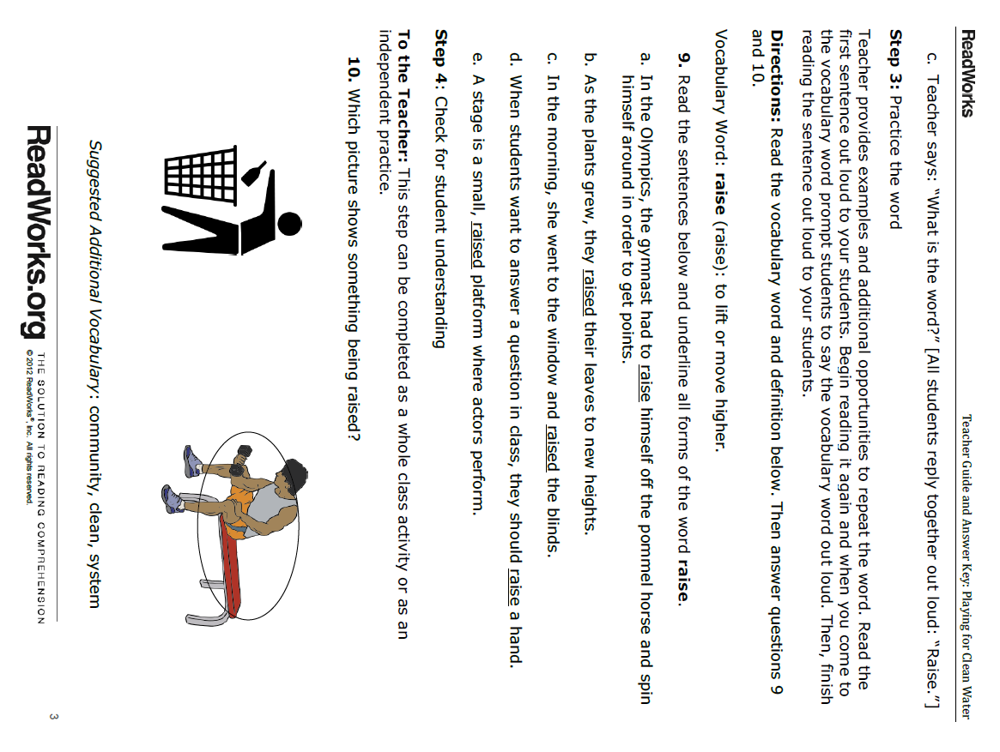 ReadWorks
Teacher Guide and Answer Key: Playing for Clean Water
c. Teacher says: “What is the word?” [All students reply together out loud: “Raise.”]
Step 3: Practice the word
Teacher provides examples and additional opportunities to repeat the word. Read the
first sentence out loud to your students. Begin reading it again and when you come to
the vocabulary word prompt students to say the vocabulary word out loud. Then, finish
reading the sentence out loud to your students.
Directions: Read the vocabulary word and definition below. Then answer questions 9
and 10.
Vocabulary Word: raise (raise): to lift or move higher.
9. Read the sentences below and underline all forms of the word raise.
a. In the Olympics, the gymnast had to raise himself off the pommel horse and spin
himself around in order to get points.
b. As the plants grew, they raised their leaves to new heights.
c. In the morning, she went to the window and raised the blinds.
d. When students want to answer a question in class, they should raise a hand.
e. A stage is a small, raised platform where actors perform.
Step 4: Check for student understanding
To the Teacher: This step can be completed as a whole class activity or as an
independent practice.
10. Which picture shows something being raised?
Suggested Additional Vocabulary: community, clean, system
ReadWorks.org
THE SOLUTION TO READING COMPREHENSION
© 2012 ReadWorks®, Inc. All rights reserved.
3